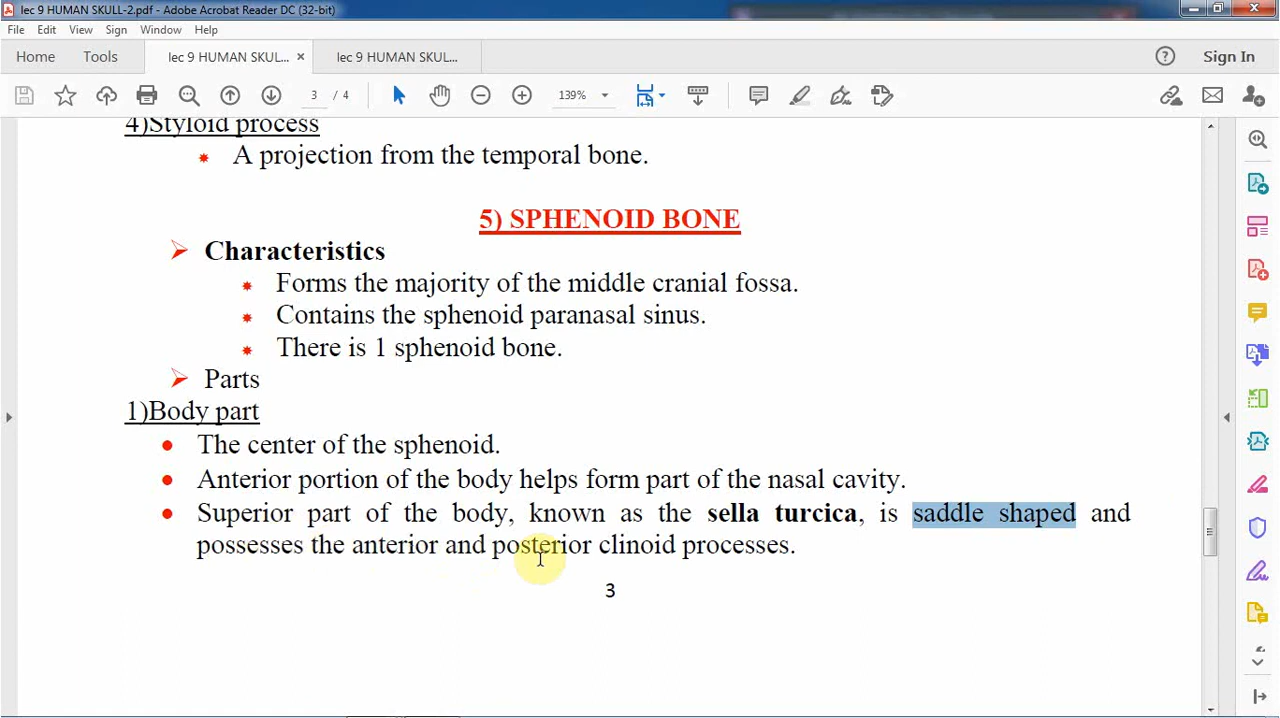 lec 9 HUMAN SKULL-2.pdf - Adobe Acrobat Reader DC (32-bit)
File Edit View Sign Window Help
Home Tools lec 9 HUMAN SKUL... × lec 9 HUMAN SKUL... Sign In
3 / 4 139%
4)Styloid process
A projection from the temporal bone.
5) SPHENOID BONE
Characteristics
Forms the majority of the middle cranial fossa.
Contains the sphenoid paranasal sinus.
There is 1 sphenoid bone.
Parts
1)Body part
The center of the sphenoid.
Anterior portion of the body helps form part of the nasal cavity.
Superior part of the body, known as the sella turcica, is saddle shaped and
possesses the anterior and posterior clinoid processes.
3